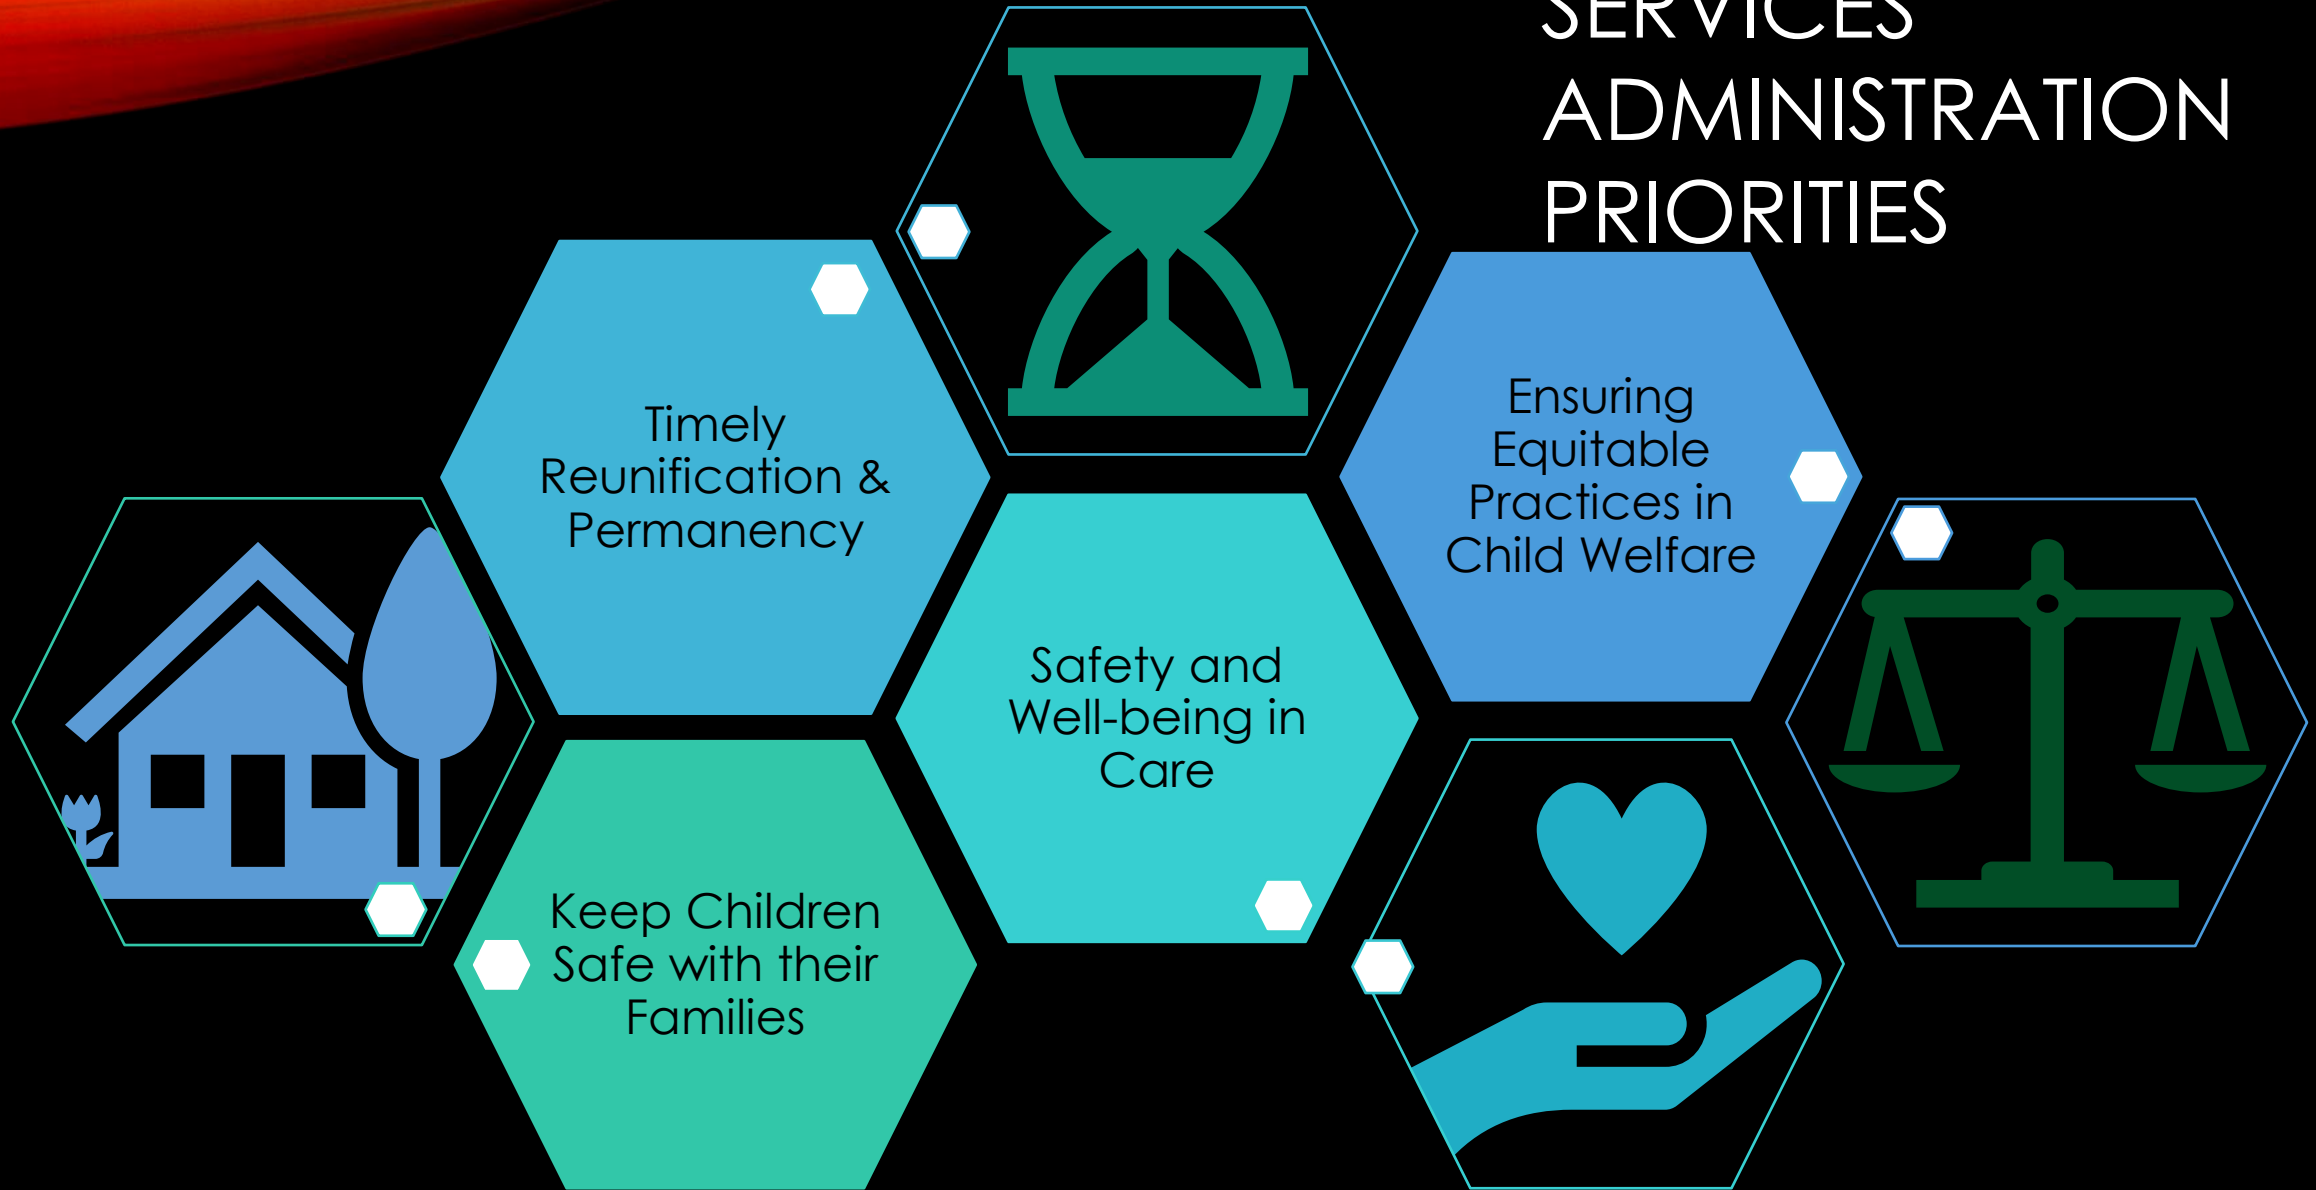 SERVICES
ADMINISTRATION
PRIORITIES
Timely
Reunification &
Permanency
Ensuring
Equitable
Practices in
Child Welfare
Safety and
Well-being in
Care
Keep Children
Safe with their
Families